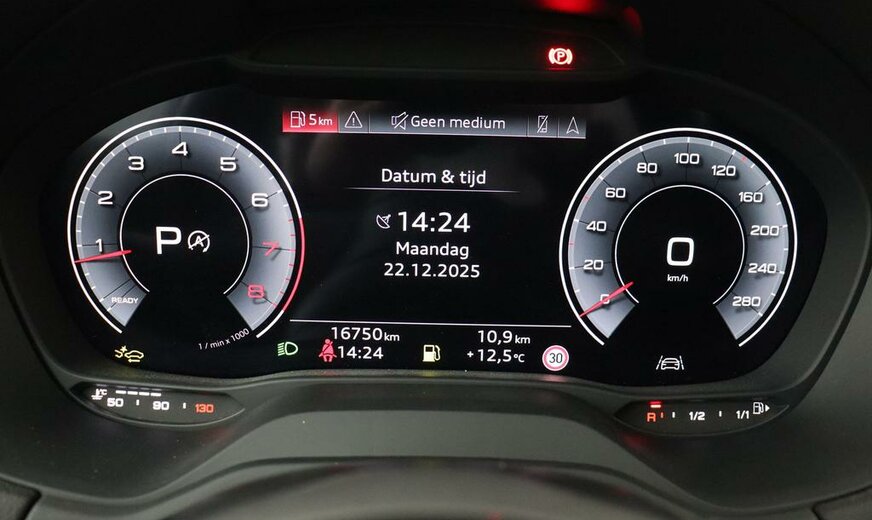 P
5 km
Geen medium
Datum & tijd
14:24
Maandag
22.12.2025
1 2 3 4 5 6 7 8
READY
P A
1 / min x 1000
0 20 40 60 80 100 120 160 200 240 280
0
km/h
16750 km
10,9 km
14:24
+12,5°C
30
°C
50 90 130
R 1/2 1/1